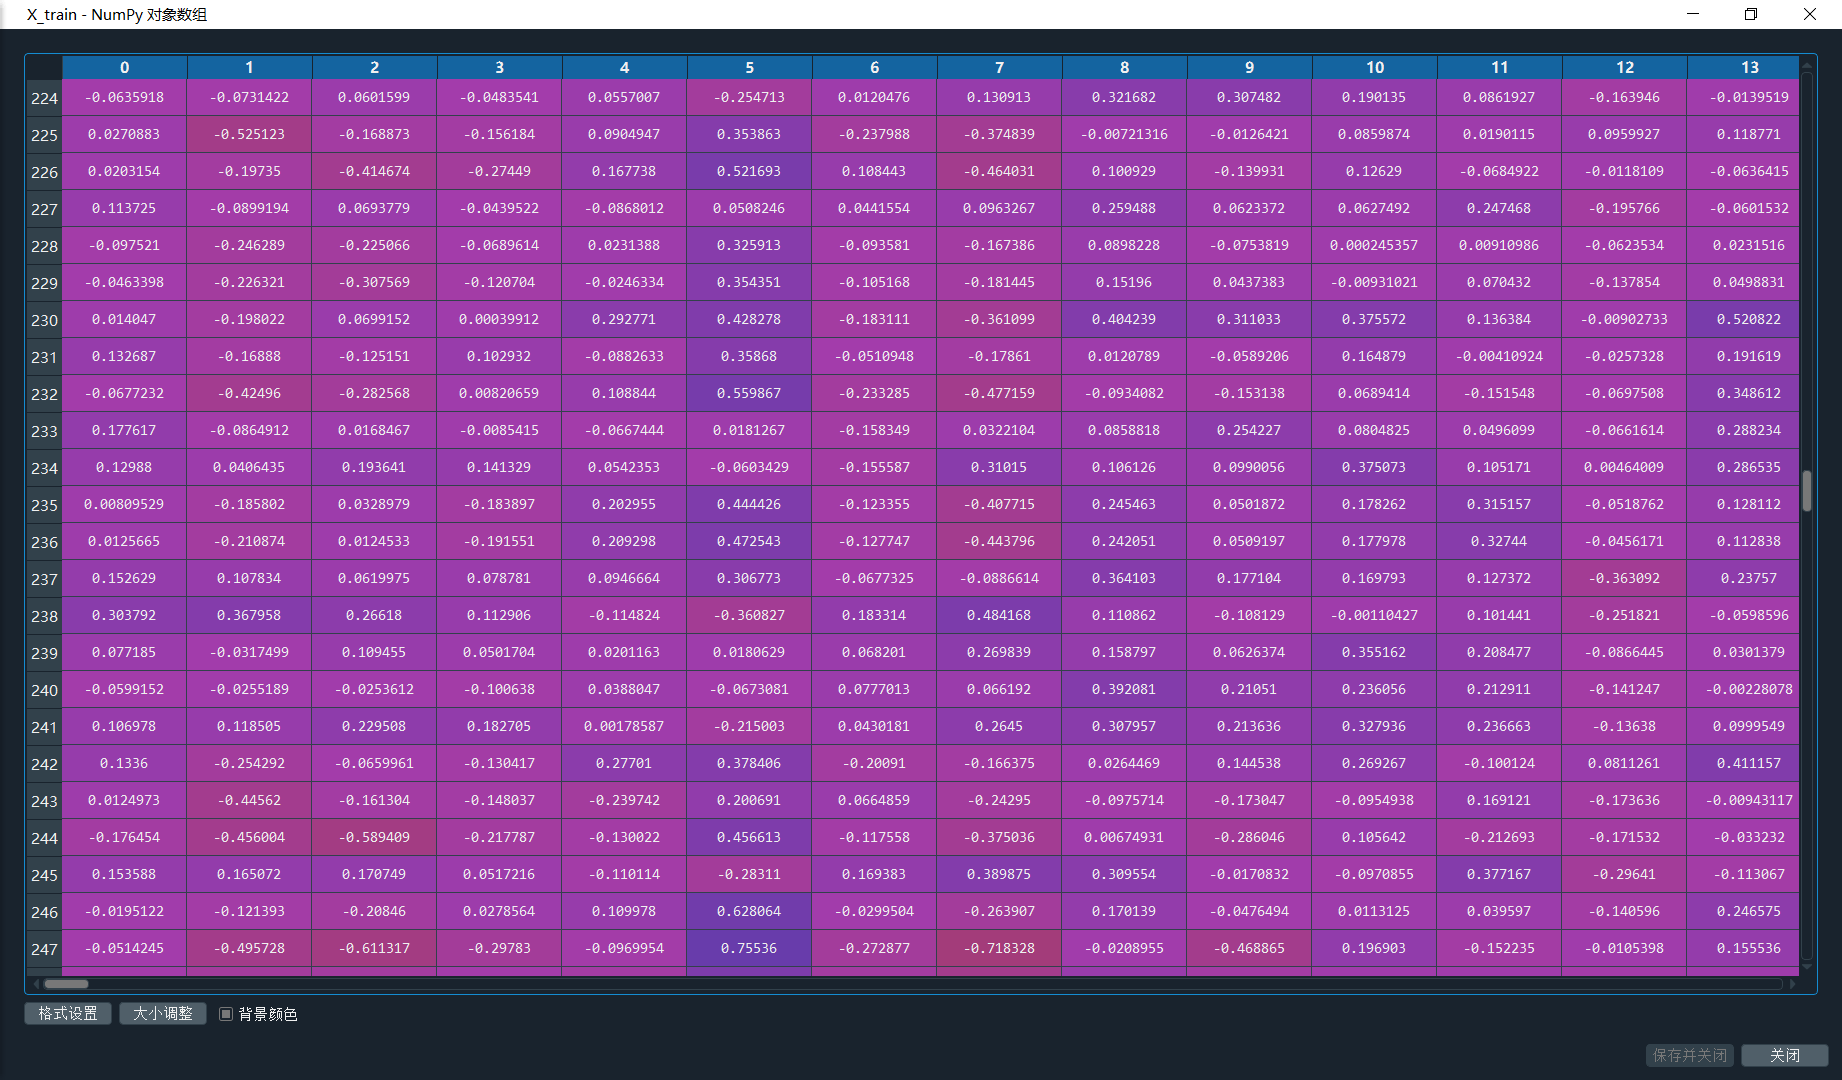 X_train - NumPy 对象数组
0 1 2 3 4 5 6 7 8 9 10 11 12 13
224 -0.0635918 -0.0731422 0.0601599 -0.0483541 0.0557007 -0.254713 0.0120476 0.130913 0.321682 0.307482 0.190135 0.0861927 -0.163946 -0.0139519
225 0.0270883 -0.525123 -0.168873 -0.156184 0.0904947 0.353863 -0.237988 -0.374839 -0.00721316 -0.0126421 0.0859874 0.0190115 0.0959927 0.118771
226 0.0203154 -0.19735 -0.414674 -0.27449 0.167738 0.521693 0.108443 -0.464031 0.100929 -0.139931 0.12629 -0.0684922 -0.0118109 -0.0636415
227 0.113725 -0.0899194 0.0693779 -0.0439522 -0.0868012 0.0508246 0.0441554 0.0963267 0.259488 0.0623372 0.0627492 0.247468 -0.195766 -0.0601532
228 -0.097521 -0.246289 -0.225066 -0.0689614 0.0231388 0.325913 -0.093581 -0.167386 0.0898228 -0.0753819 0.000245357 0.00910986 -0.0623534 0.0231516
229 -0.0463398 -0.226321 -0.307569 -0.120704 -0.0246334 0.354351 -0.105168 -0.181445 0.15196 0.0437383 -0.00931021 0.070432 -0.137854 0.0498831
230 0.014047 -0.198022 0.0699152 0.00039912 0.292771 0.428278 -0.183111 -0.361099 0.404239 0.311033 0.375572 0.136384 -0.00902733 0.520822
231 0.132687 -0.16888 -0.125151 0.102932 -0.0882633 0.35868 -0.0510948 -0.17861 0.0120789 -0.0589206 0.164879 -0.00410924 -0.0257328 0.191619
232 -0.0677232 -0.42496 -0.282568 0.00820659 0.108844 0.559867 -0.233285 -0.477159 -0.0934082 -0.153138 0.0689414 -0.151548 -0.0697508 0.348612
233 0.177617 -0.0864912 0.0168467 -0.0085415 -0.0667444 0.0181267 -0.158349 0.0322104 0.0858818 0.254227 0.0804825 0.0496099 -0.0661614 0.288234
234 0.12988 0.0406435 0.193641 0.141329 0.0542353 -0.0603429 -0.155587 0.31015 0.106126 0.0990056 0.375073 0.105171 0.00464009 0.286535
235 0.00809529 -0.185802 0.0328979 -0.183897 0.202955 0.444426 -0.123355 -0.407715 0.245463 0.0501872 0.178262 0.315157 -0.0518762 0.128112
236 0.0125665 -0.210874 0.0124533 -0.191551 0.209298 0.472543 -0.127747 -0.443796 0.242051 0.0509197 0.177978 0.32744 -0.0456171 0.112838
237 0.152629 0.107834 0.0619975 0.078781 0.0946664 0.306773 -0.0677325 -0.0886614 0.364103 0.177104 0.169793 0.127372 -0.363092 0.23757
238 0.303792 0.367958 0.26618 0.112906 -0.114824 -0.360827 0.183314 0.484168 0.110862 -0.108129 -0.00110427 0.101441 -0.251821 -0.0598596
239 0.077185 -0.0317499 0.109455 0.0501704 0.0201163 0.0180629 0.068201 0.269839 0.158797 0.0626374 0.355162 0.208477 -0.0866445 0.0301379
240 -0.0599152 -0.0255189 -0.0253612 -0.100638 0.0388047 -0.0673081 0.0777013 0.066192 0.392081 0.21051 0.236056 0.212911 -0.141247 -0.00228078
241 0.106978 0.118505 0.229508 0.182705 0.00178587 -0.215003 0.0430181 0.2645 0.307957 0.213636 0.327936 0.236663 -0.13638 0.0999549
242 0.1336 -0.254292 -0.0659961 -0.130417 0.27701 0.378406 -0.20091 -0.166375 0.0264469 0.144538 0.269267 -0.100124 0.0811261 0.411157
243 0.0124973 -0.44562 -0.161304 -0.148037 -0.239742 0.200691 0.0664859 -0.24295 -0.0975714 -0.173047 -0.0954938 0.169121 -0.173636 -0.00943117
244 -0.176454 -0.456004 -0.589409 -0.217787 -0.130022 0.456613 -0.117558 -0.375036 0.00674931 -0.286046 0.105642 -0.212693 -0.171532 -0.033232
245 0.153588 0.165072 0.170749 0.0517216 -0.110114 -0.28311 0.169383 0.389875 0.309554 -0.0170832 -0.0970855 0.377167 -0.29641 -0.113067
246 -0.0195122 -0.121393 -0.20846 0.0278564 0.109978 0.628064 -0.0299504 -0.263907 0.170139 -0.0476494 0.0113125 0.039597 -0.140596 0.246575
247 -0.0514245 -0.495728 -0.611317 -0.29783 -0.0969954 0.75536 -0.272877 -0.718328 -0.0208955 -0.468865 0.196903 -0.152235 -0.0105398 0.155536
格式设置 大小调整 背景颜色
保存并关闭 关闭